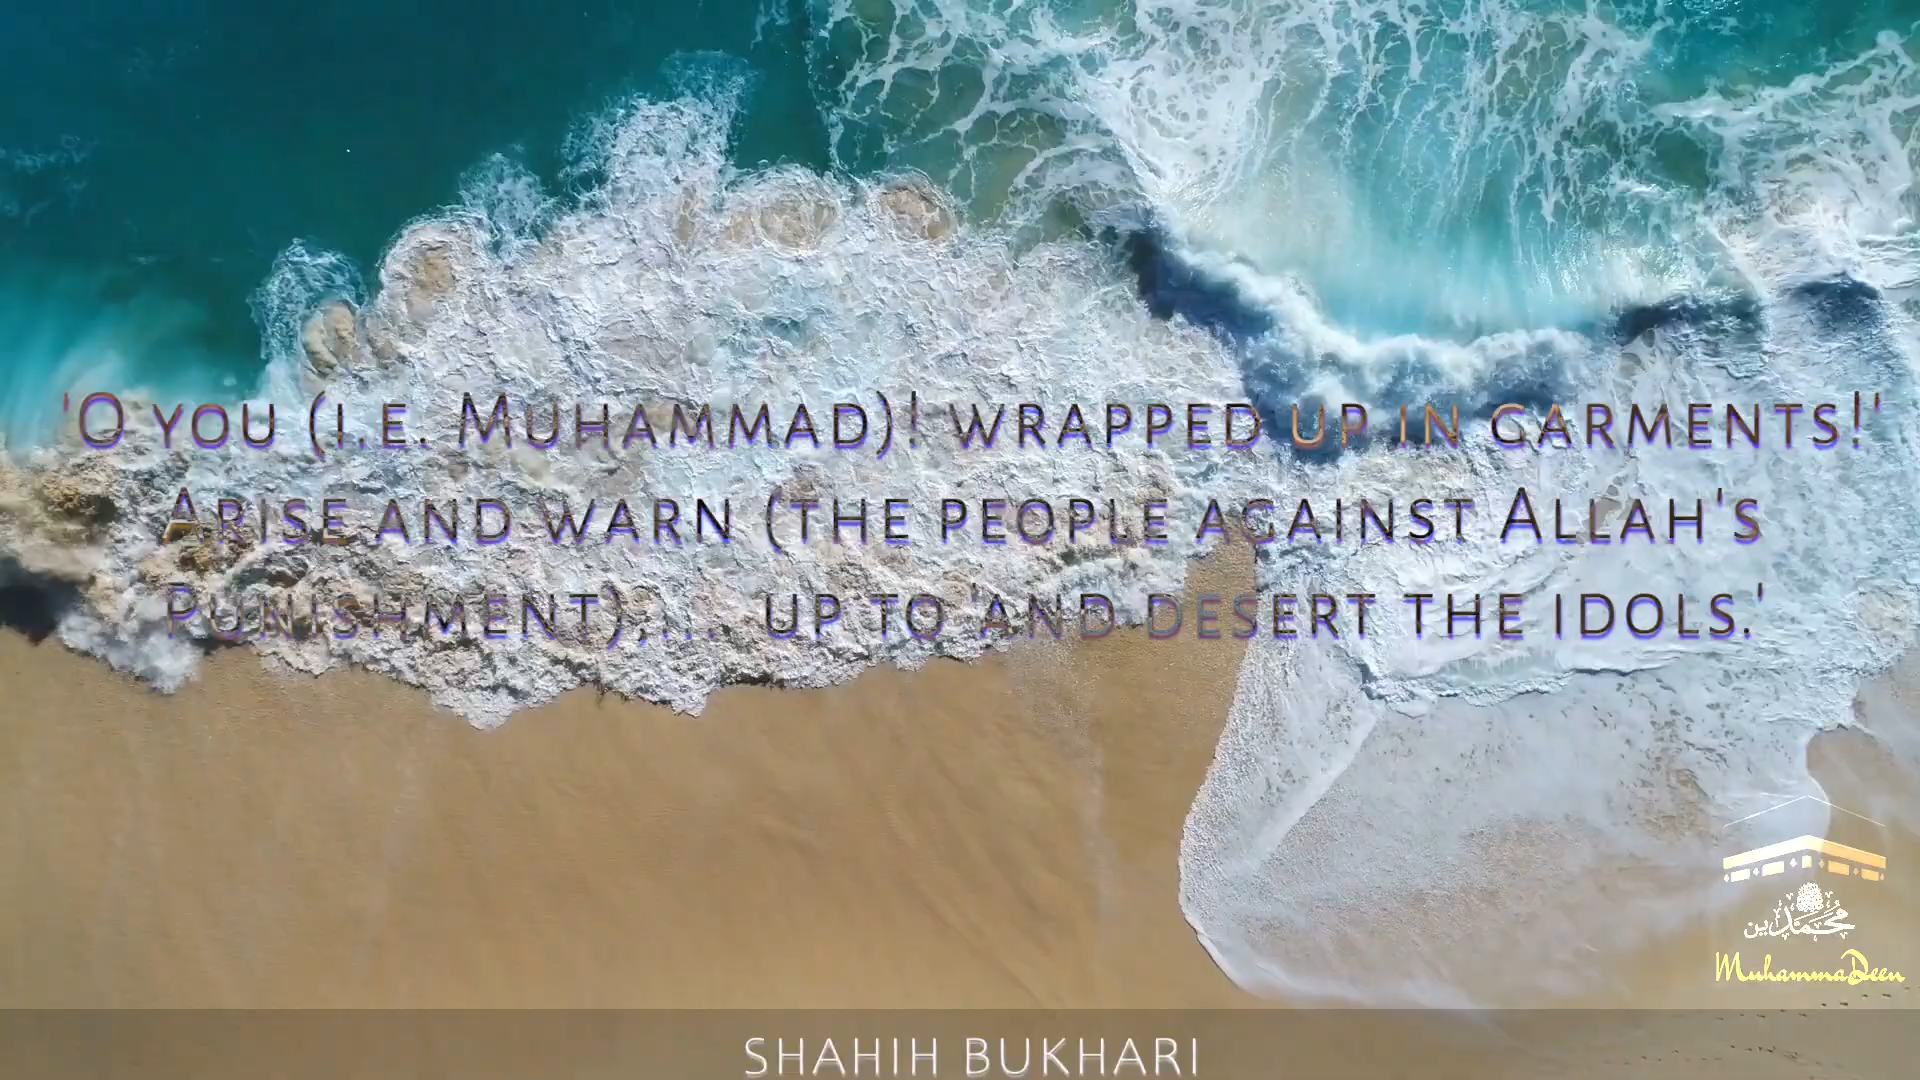 'O you (i.e. Muhammad)! wrapped up in garments!'
Arise and warn (the people against Allah's
Punishment),... up to 'and desert the idols.'
محمدين
MuhammaDeen
SHAHIH BUKHARI